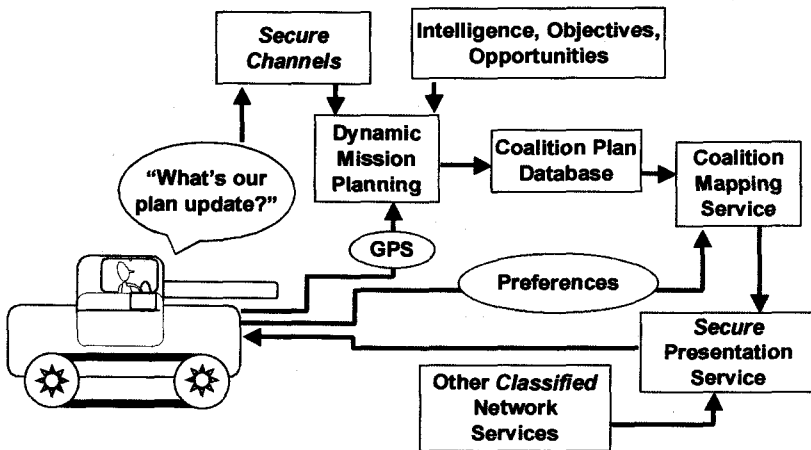 Secure
Channels
Intelligence, Objectives,
Opportunities
Dynamic
Mission
Planning
Coalition Plan
Database
Coalition
Mapping
Service
“What’s our
plan update?”
GPS
Preferences
Secure
Presentation
Service
Other Classified
Network
Services